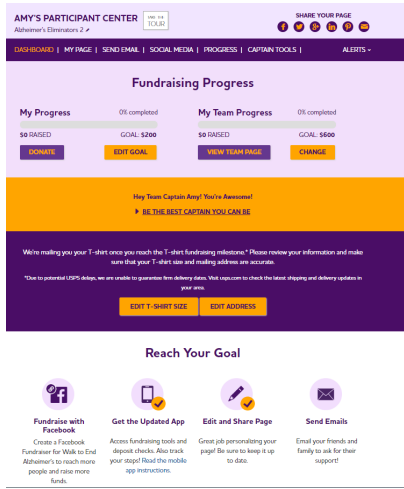 AMY'S PARTICIPANT CENTER
Alzheimer's Eliminators 2
TAKE THE
TOUR
SHARE YOUR PAGE
DASHBOARD | MY PAGE | SEND EMAIL | SOCIAL MEDIA | PROGRESS | CAPTAIN TOOLS | ALERTS
Fundraising Progress
My Progress 0% completed
$0 RAISED GOAL: $200
DONATE EDIT GOAL
My Team Progress 0% completed
$0 RAISED GOAL: $600
VIEW TEAM PAGE CHANGE
Hey Team Captain Amy! You're Awesome!
BE THE BEST CAPTAIN YOU CAN BE
We're mailing you your T-shirt once you reach the T-shirt fundraising milestone.* Please review your information and make
sure that your T-shirt size and mailing address are accurate.
*Due to potential USPS delays, we are unable to guarantee firm delivery dates. Visit usps.com to check the latest shipping and delivery updates in
your area.
EDIT T-SHIRT SIZE EDIT ADDRESS
Reach Your Goal
Fundraise with
Facebook
Create a Facebook
Fundraiser for Walk to End
Alzheimer's to reach more
people and raise more
funds.
Get the Updated App
Access fundraising tools and
deposit checks. Also track
your steps! Read the mobile
app instructions.
Edit and Share Page
Great job personalizing your
page! Be sure to keep it up
to date.
Send Emails
Email your friends and
family to ask for their
support!